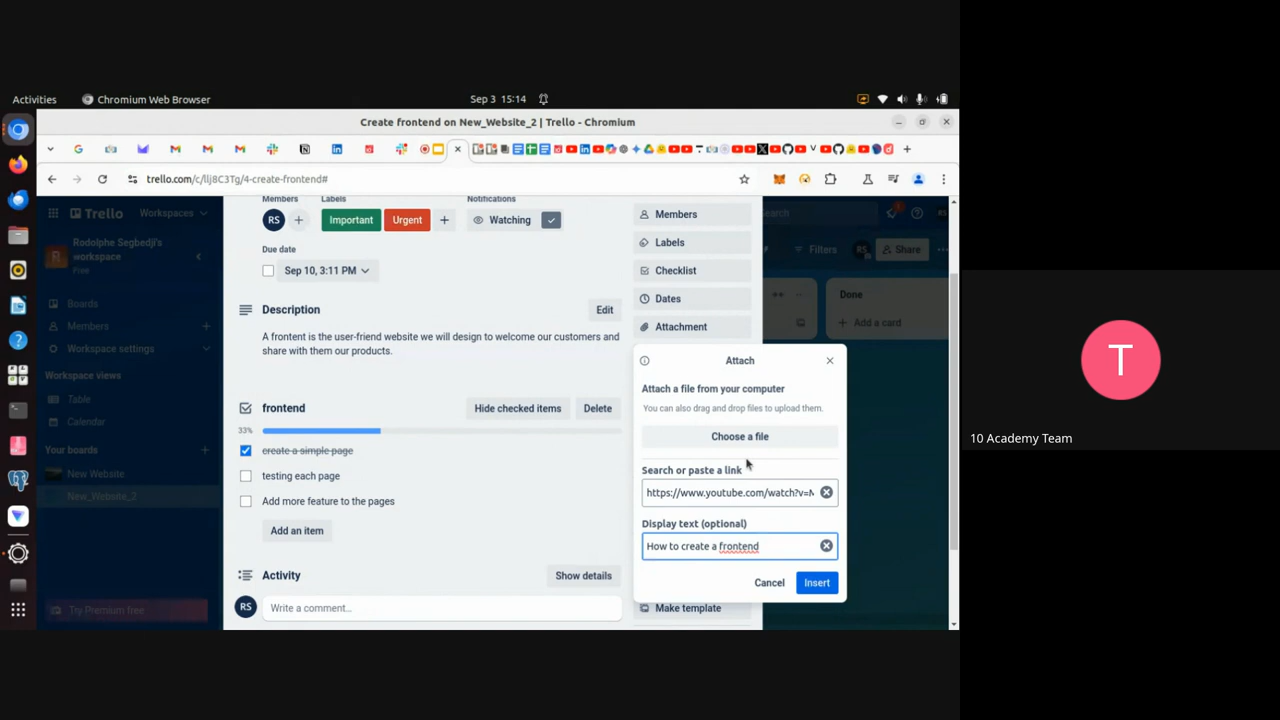 Activities
Chromium Web Browser
Sep 3 15:14
Create frontend on New_Website_2 | Trello - Chromium
trello.com/c/llj8C3Tg/4-create-frontend#
Trello
Workspaces
Search
RS
Rodolphe Segbedji's
workspace
Free
Filters
RS
Share
Boards
Members
Workspace settings
Workspace views
Table
Calendar
Your boards
New Website
New_Website_2
Try Premium free
Members
Labels
Notifications
RS
Important
Urgent
Watching
Due date
Sep 10, 3:11 PM
Description
Edit
A frontent is the user-friend website we will design to welcome our customers and
share with them our products.
frontend
Hide checked items
Delete
33%
create a simple page
testing each page
Add more feature to the pages
Add an item
Activity
Show details
RS
Write a comment…
Members
Labels
Checklist
Dates
Attachment
Attach
Attach a file from your computer
You can also drag and drop files to upload them.
Choose a file
Search or paste a link
https://www.youtube.com/watch?v=
Display text (optional)
How to create a frontend
Cancel
Insert
Make template
Done
Add a card
T
10 Academy Team